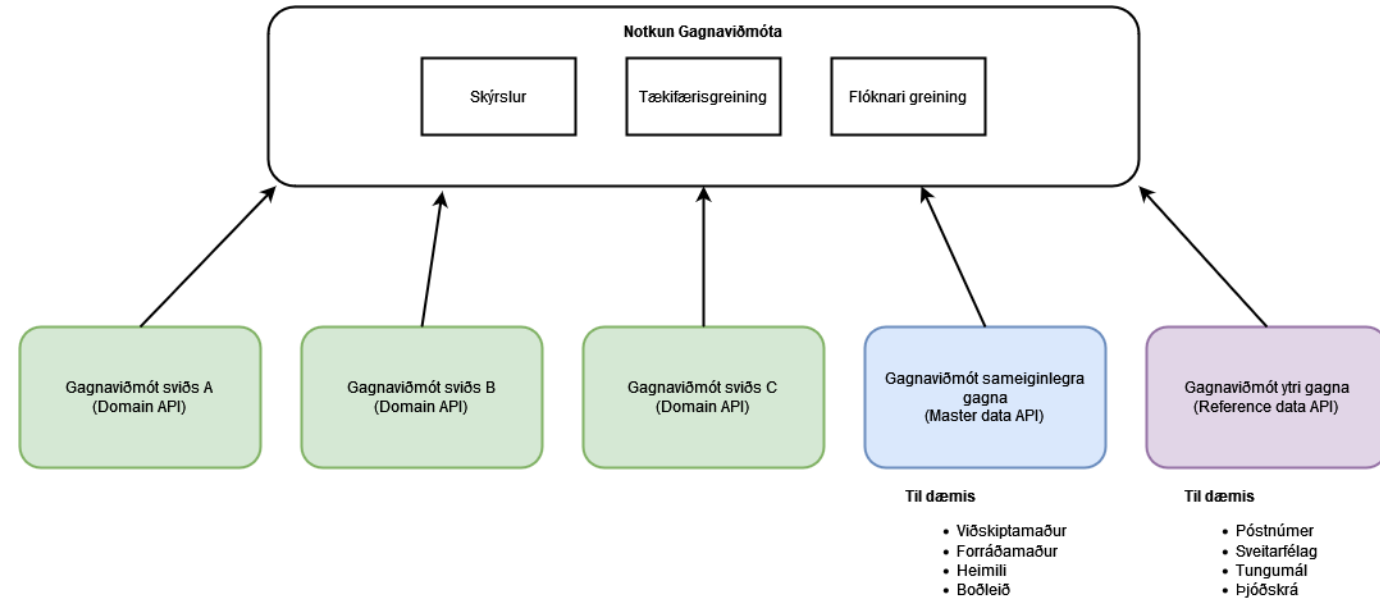 Notkun Gagnaviðmóta
Skýrslur
Tækifærisgreining
Flóknari greining
Gagnaviðmót sviðs A
(Domain API)
Gagnaviðmót sviðs B
(Domain API)
Gagnaviðmót sviðs C
(Domain API)
Gagnaviðmót sameiginlegra
gagna
(Master data API)
Gagnaviðmót ytri gagna
(Reference data API)
Til dæmis
• Viðskiptamaður
• Forráðamaður
• Heimili
• Boðleið
Til dæmis
• Póstnúmer
• Sveitarfélag
• Tungumál
• Þjóðskrá